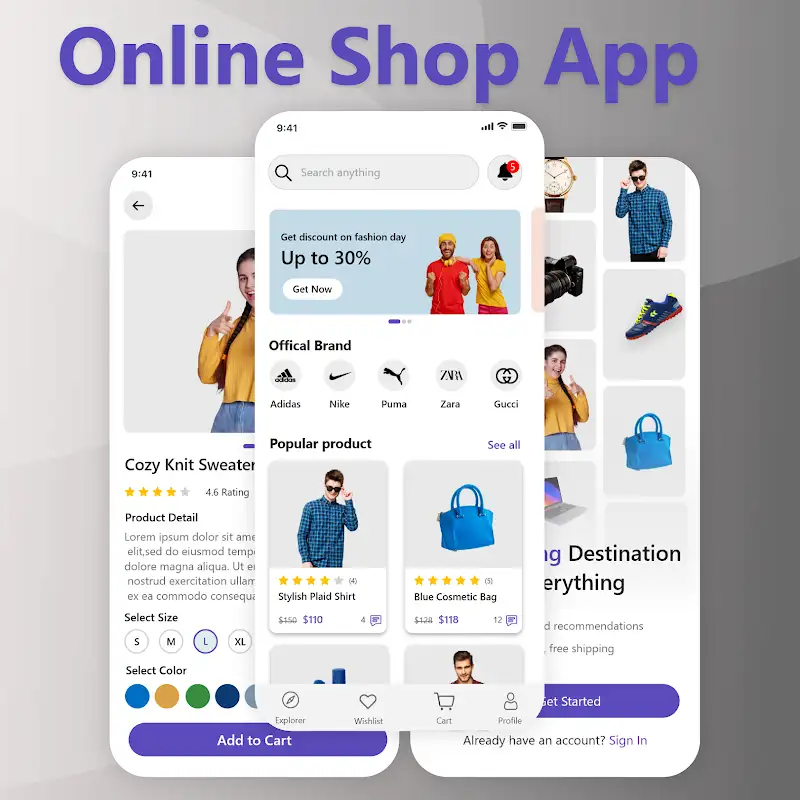 Online Shop App
9:41
Cozy Knit Sweater
4.6 Rating
Product Detail
Lorem ipsum dolor sit ame
elit,sed do eiusmod temp
dolore magna aliqua. Ut e
nostrud exercitation ullam
ex ea commodo consequa
Select Size
S M L XL
Select Color
Add to Cart
9:41
Search anything
5
Get discount on fashion day
Up to 30%
Get Now
Offical Brand
adidas ZARA
Adidas Nike Puma Zara Gucci
Popular product See all
(4) (5)
Stylish Plaid Shirt Blue Cosmetic Bag
$150 $110 4 $128 $118 12
Explorer Wishlist Cart Profile
ng Destination
erything
d recommendations
, free shipping
Get Started
Already have an account? Sign In